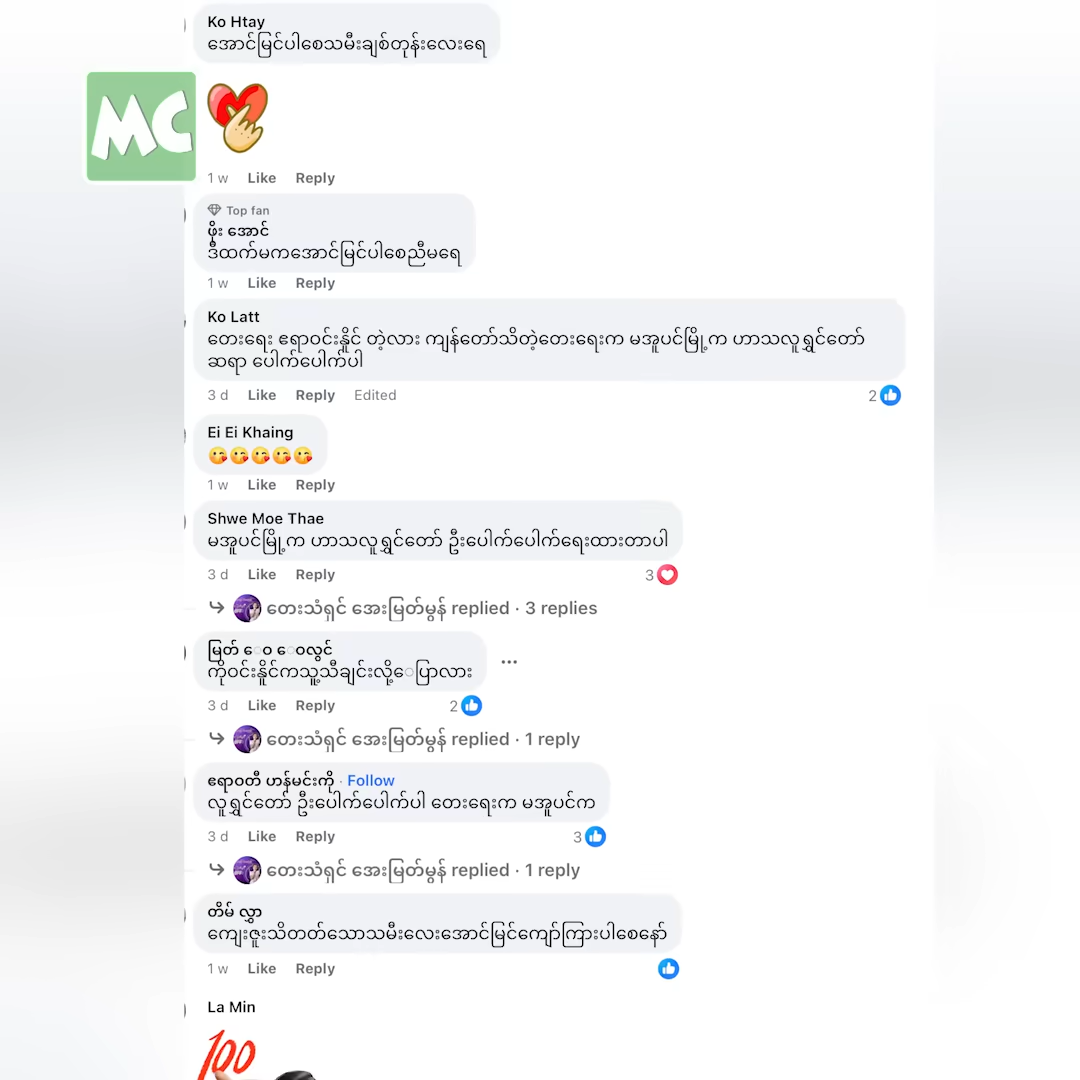 Ko Htay
အောင်မြင်ပါစေသမီးချစ်တုန်းလေးရေ
MC
1 w Like Reply
Top fan
ဖိုး အောင်
ဒီထက်မကအောင်မြင်ပါစေညီမရေ
1 w Like Reply
Ko Latt
တေးရေး ဧရာဝင်းနိူင် တဲ့လား ကျန်တော်သိတဲ့တေးရေးက မအူပင်မြို့က ဟာသလူရွှင်တော်
ဆရာ ပေါက်ပေါက်ပါ
3 d Like Reply Edited 2
Ei Ei Khaing
1 w Like Reply
Shwe Moe Thae
မအူပင်မြို့က ဟာသလူရွှင်တော် ဦးပေါက်ပေါက်ရေးထားတာပါ
3 d Like Reply 3
တေးသံရှင် အေးမြတ်မွန် replied · 3 replies
မြတ် ေဝ ေဝလွင်
ကိုဝင်းနိူင်ကသူ့သီချင်းလို့ေပြာလား
3 d Like Reply 2
တေးသံရှင် အေးမြတ်မွန် replied · 1 reply
ဧရာဝတီ ဟန်မင်းကို · Follow
လူရွှင်တော် ဦးပေါက်ပေါက်ပါ တေးရေးက မအူပင်က
3 d Like Reply 3
တေးသံရှင် အေးမြတ်မွန် replied · 1 reply
တိမ် လွှာ
ကျေးဇူးသိတတ်သောသမီးလေးအောင်မြင်ကျော်ကြားပါစေနော်
1 w Like Reply
La Min
100